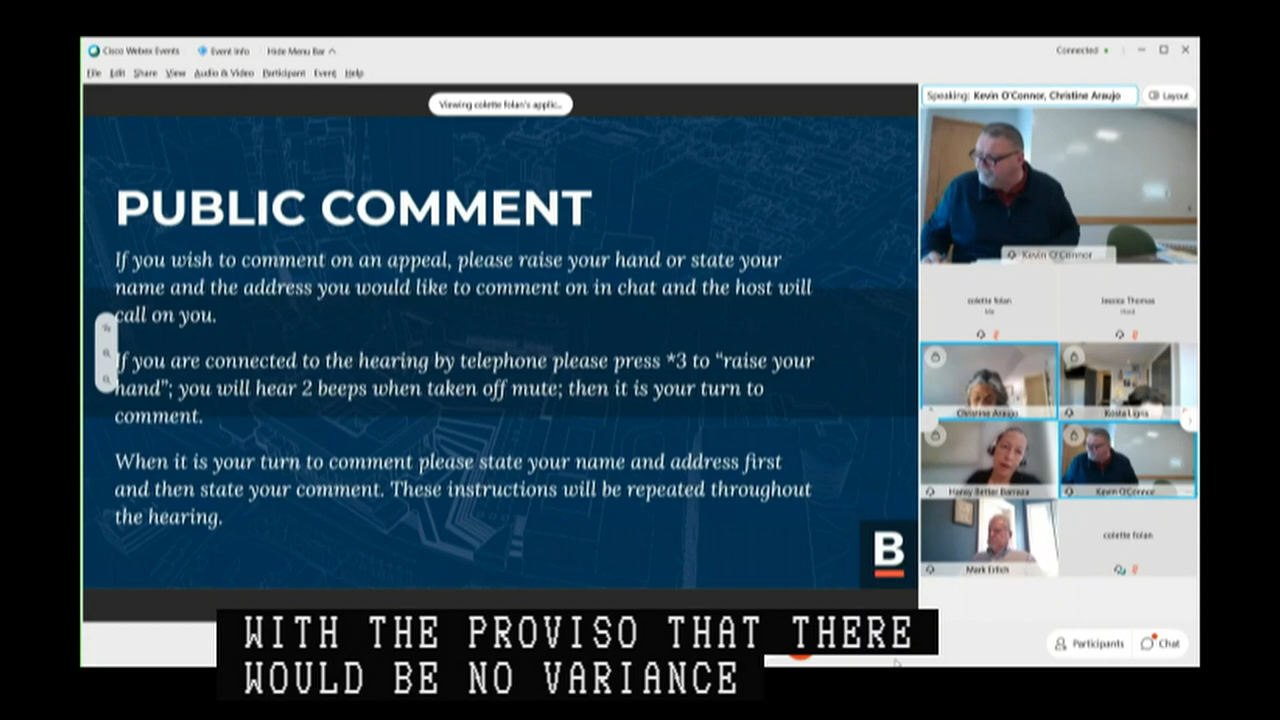 Cisco Webex Events Event Info Hide Menu Bar Connected
File Edit Share View Audio & Video Participant Event Help
Viewing colette folan's applic...
Speaking: Kevin O'Connor, Christine Araujo Layout
PUBLIC COMMENT
If you wish to comment on an appeal, please raise your hand or state your
name and the address you would like to comment on in chat and the host will
call on you.
If you are connected to the hearing by telephone please press *3 to “raise your
hand”; you will hear 2 beeps when taken off mute; then it is your turn to
comment.
When it is your turn to comment please state your name and address first
and then state your comment. These instructions will be repeated throughout
the hearing.
B
Kevin O'Connor
colette folan Jessica Thomas
Me Host
Christine Araujo Kosta Ligris
Hansy Better Barraza Kevin O'Connor
Mark Erlich colette folan
Participants Chat
WITH THE PROVISO THAT THERE
WOULD BE NO VARIANCE